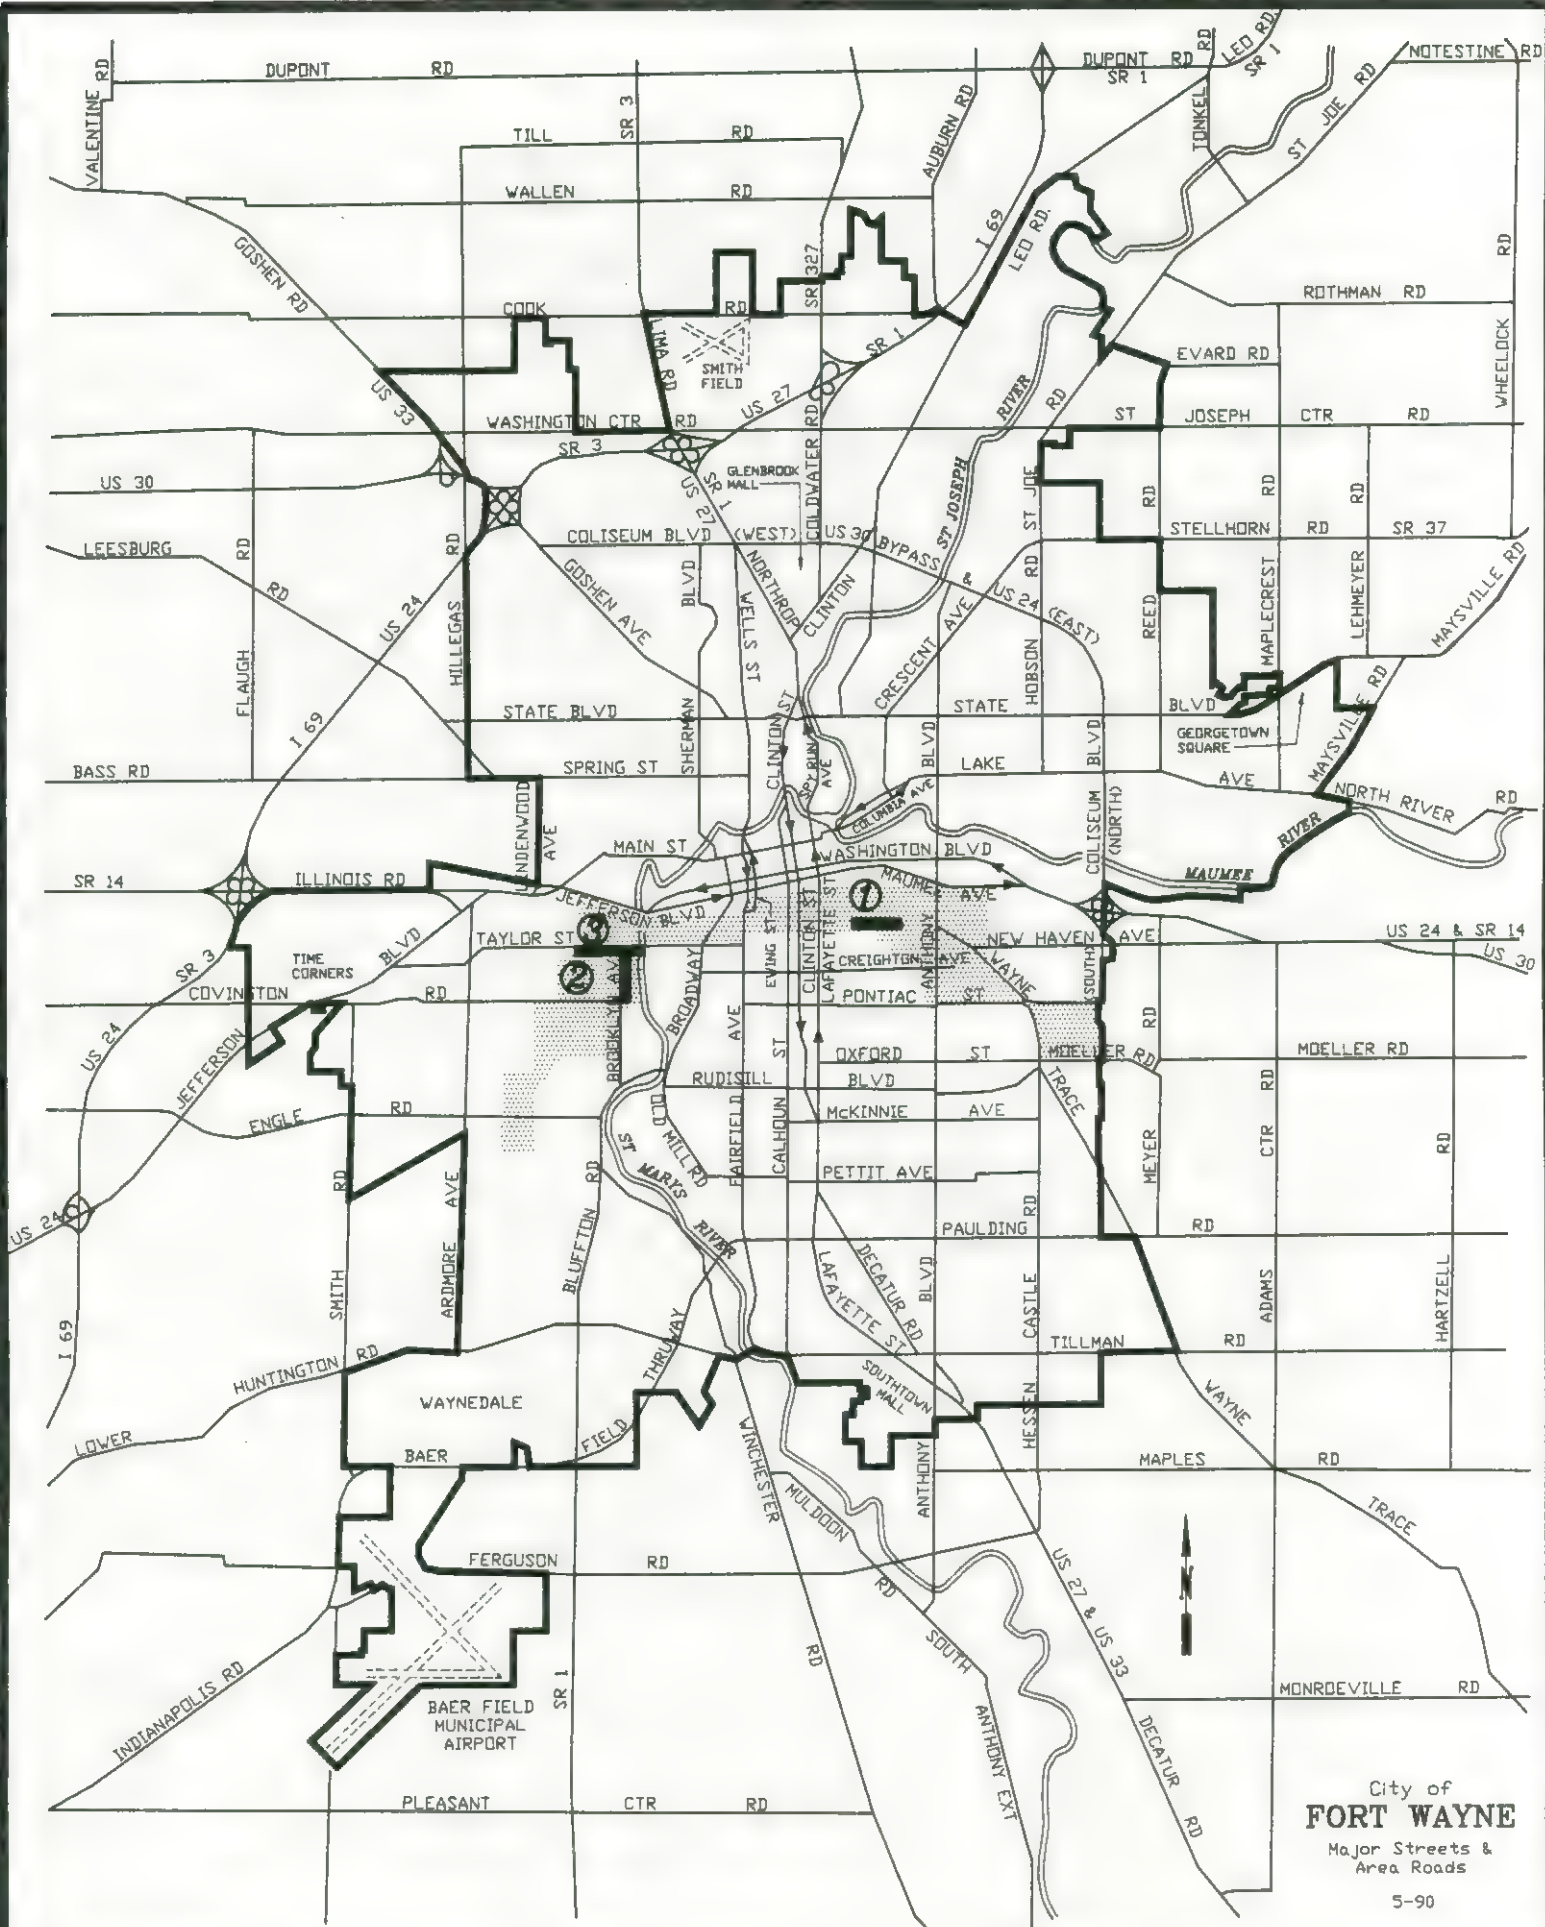 DUPONT RD
DUPONT RD
SR 1
LEO RD.
SR 1
NOTESTINE RD
VALENTINE RD
SR 3
TILL RD
AUBURN RD
TONKEL RD
ST JOE RD
WALLEN RD
GOSHEN RD
SR 327
I 69
LEO RD.
WHEELOCK RD
ROTHMAN RD
COOK RD
LIMA RD
SMITH
FIELD
SR 1
EVARD RD
US 33
US 27
RIVER
RD
WASHINGTON CTR RD
ST JOSEPH CTR RD
SR 3
COLDWATER RD
GLENBROOK
MALL
US 30
SR 1
US 27
ST JOSEPH
ST JOE
RD
RD
RD
STELLHORN RD SR 37
LEESBURG
RD
RD
RD
COLISEUM BLVD (WEST) US 30 BYPASS & US 24 (EAST)
GOSHEN AVE
BLVD
NORTHROP
CLINTON
WELLS ST
CRESCENT AVE
RD
HOBSON
REED
MAPLECREST
LEHMEYER
MAYSVILLE RD
US 24
HILLEGAS
FLAUGH
I 69
STATE BLVD
SHERMAN
CLINTON ST
SPY RUN
AVE
STATE
BLVD
GEORGETOWN
SQUARE
MAYSVILLE RD
MAYSVILLE
BASS RD
SPRING ST
BLVD
LAKE
BLVD
AVE
NORTH RIVER RD
LINDENWOOD
AVE
COLUMBIA AVE
COLISEUM
(NORTH)
RIVER
MAIN ST
WASHINGTON BLVD
MAUMEE
SR 14
ILLINOIS RD
JEFFERSON BLVD
MAUMEE AVE
①
③
TAYLOR ST
TIME
CORNERS
BLVD
SR 3
COVINGTON RD
②
BROOKLYN AV
BROADWAY
EWING ST
CLINTON ST
LAFAYETTE ST
ANTHONY
CREIGHTON AVE
PONTIAC ST
NEW HAVEN AVE
WAYNE
(SOUTH)
US 24 & SR 14
US 30
US 24
JEFFERSON
AVE
ST
OXFORD ST
MOELLER RD
RD
MOELLER RD
RUDISILL BLVD
McKINNIE AVE
TRACE
RD
ENGLE RD
OLD MILL RD
FAIRFIELD
CALHOUN
ST MARYS
RIVER
PETTIT AVE
MEYER
CTR
RD
US 24
RD
AVE
RD
PAULDING RD
RD
SMITH
ARDMORE
BLUFFTON
DECATUR RD
LAFAYETTE ST
BLVD
CASTLE
ADAMS
HARTZELL
I 69
THRUWAY
TILLMAN RD
HUNTINGTON RD
SOUTHTOWN
MALL
WAYNEDALE
WAYNE
LOWER
BAER FIELD
WINCHESTER
ANTHONY
HESSEN
MAPLES RD
MULDOON
RD
TRACE
FERGUSON RD
US 27 & US 33
N
SOUTH
RD
INDIANAPOLIS RD
SR 1
MONROEVILLE RD
BAER FIELD
MUNICIPAL
AIRPORT
ANTHONY EXT
DECATUR
RD
PLEASANT CTR RD
City of
FORT WAYNE
Major Streets &
Area Roads
5-90